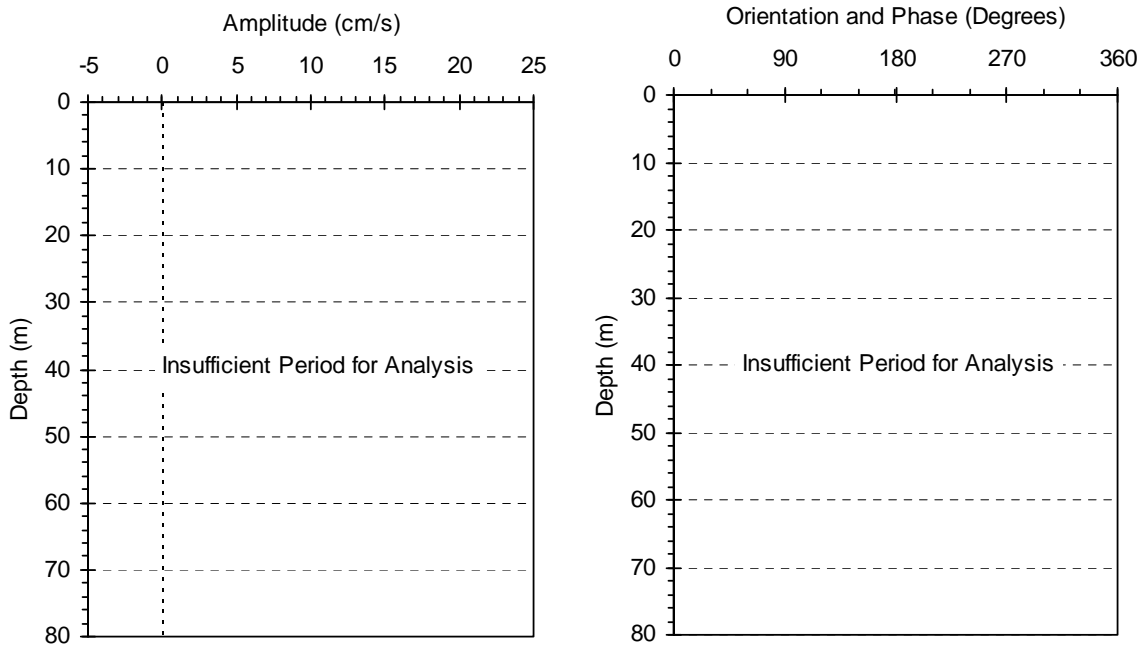 Amplitude (cm/s)
-5 0 5 10 15 20 25
0
10
20
30
40
50
60
70
80
Depth (m)
Insufficient Period for Analysis
Orientation and Phase (Degrees)
0 90 180 270 360
0
10
20
30
40
50
60
70
80
Depth (m)
Insufficient Period for Analysis